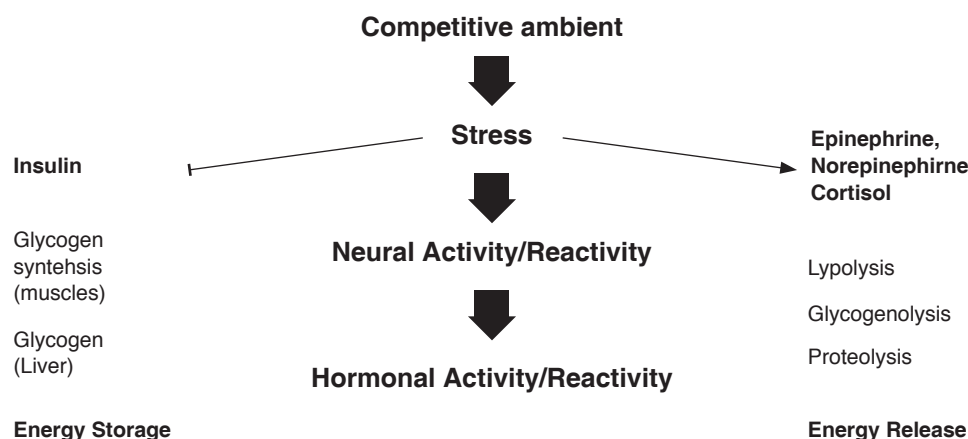 Competitive ambient
Stress
Insulin
Epinephrine,
Norepinephirne
Cortisol
Neural Activity/Reactivity
Glycogen
syntehsis
(muscles)
Lypolysis
Glycogenolysis
Glycogen
(Liver)
Proteolysis
Hormonal Activity/Reactivity
Energy Storage
Energy Release